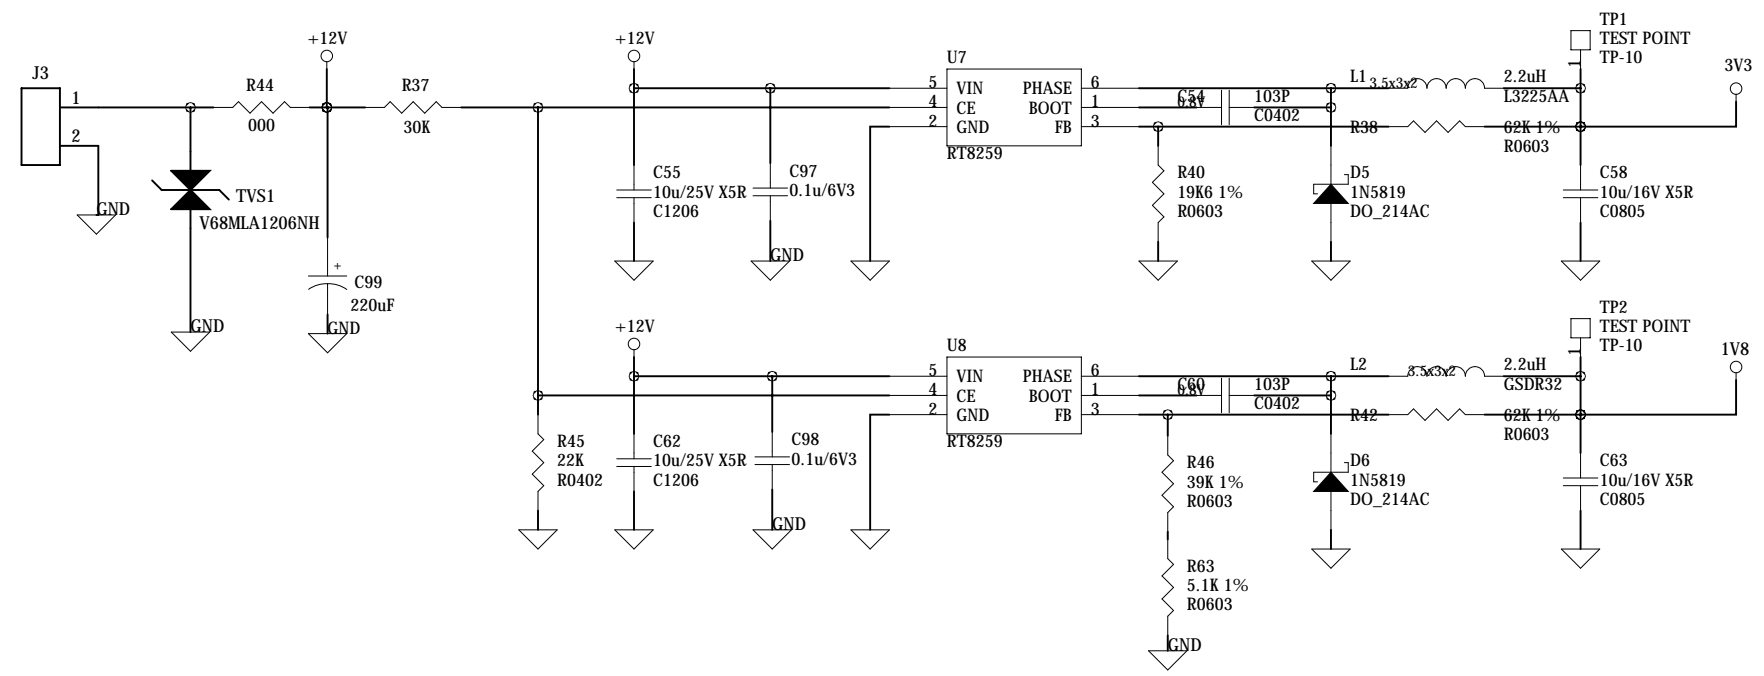 J3
1
2
GND
R44
000
+12V
R37
30K
TVS1
V68MLA1206NH
GND
+
C99
220uF
GND
+12V
C55
10u/25V X5R
C1206
C97
0.1u/6V3
GND
U7
5
VIN
4
CE
2
GND
PHASE
6
BOOT
1
FB
3
RT8259
C54
0.8V
103P
C0402
R40
19K6 1%
R0603
L1
3.5x3x2
2.2uH
L3225AA
R38
62K 1%
R0603
D5
1N5819
DO_214AC
TP1
TEST POINT
TP-10
1
3V3
C58
10u/16V X5R
C0805
R45
22K
R0402
+12V
C62
10u/25V X5R
C1206
C98
0.1u/6V3
GND
U8
5
VIN
4
CE
2
GND
PHASE
6
BOOT
1
FB
3
RT8259
C60
0.8V
103P
C0402
R46
39K 1%
R0603
R63
5.1K 1%
R0603
GND
L2
3.5x3x2
2.2uH
GSDR32
R42
62K 1%
R0603
D6
1N5819
DO_214AC
TP2
TEST POINT
TP-10
1
1V8
C63
10u/16V X5R
C0805